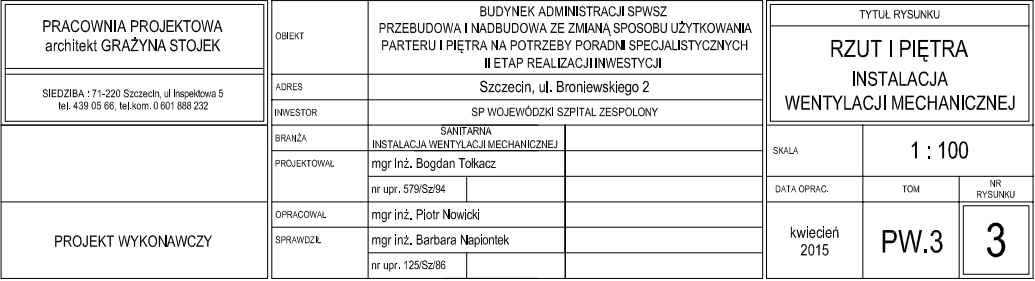 PRACOWNIA PROJEKTOWA
architekt GRAŻYNA STOJEK
SIEDZIBA : 71-220 Szczecin, ul Inspektowa 5
tel. 439 05 66, tel.kom. 0 601 888 232
PROJEKT WYKONAWCZY
OBIEKT
BUDYNEK ADMINISTRACJI SPWSZ
PRZEBUDOWA I NADBUDOWA ZE ZMIANĄ SPOSOBU UŻYTKOWANIA
PARTERU I PIĘTRA NA POTRZEBY PORADNI SPECJALISTYCZNYCH
II ETAP REALIZACJI INWESTYCJI
ADRES
Szczecin, ul. Broniewskiego 2
INWESTOR
SP WOJEWÓDZKI SZPITAL ZESPOLONY
BRANŻA
SANITARNA
INSTALACJA WENTYLACJI MECHANICZNEJ
PROJEKTOWAŁ
mgr inż. Bogdan Tołkacz
nr upr. 579/Sz/94
OPRACOWAŁ
mgr inż. Piotr Nowicki
SPRAWDZIŁ
mgr inż. Barbara Napiontek
nr upr. 125/Sz/86
TYTUŁ RYSUNKU
RZUT I PIĘTRA
INSTALACJA
WENTYLACJI MECHANICZNEJ
SKALA
1 : 100
DATA OPRAC.
TOM
NR
RYSUNKU
kwiecień
2015
PW.3
3